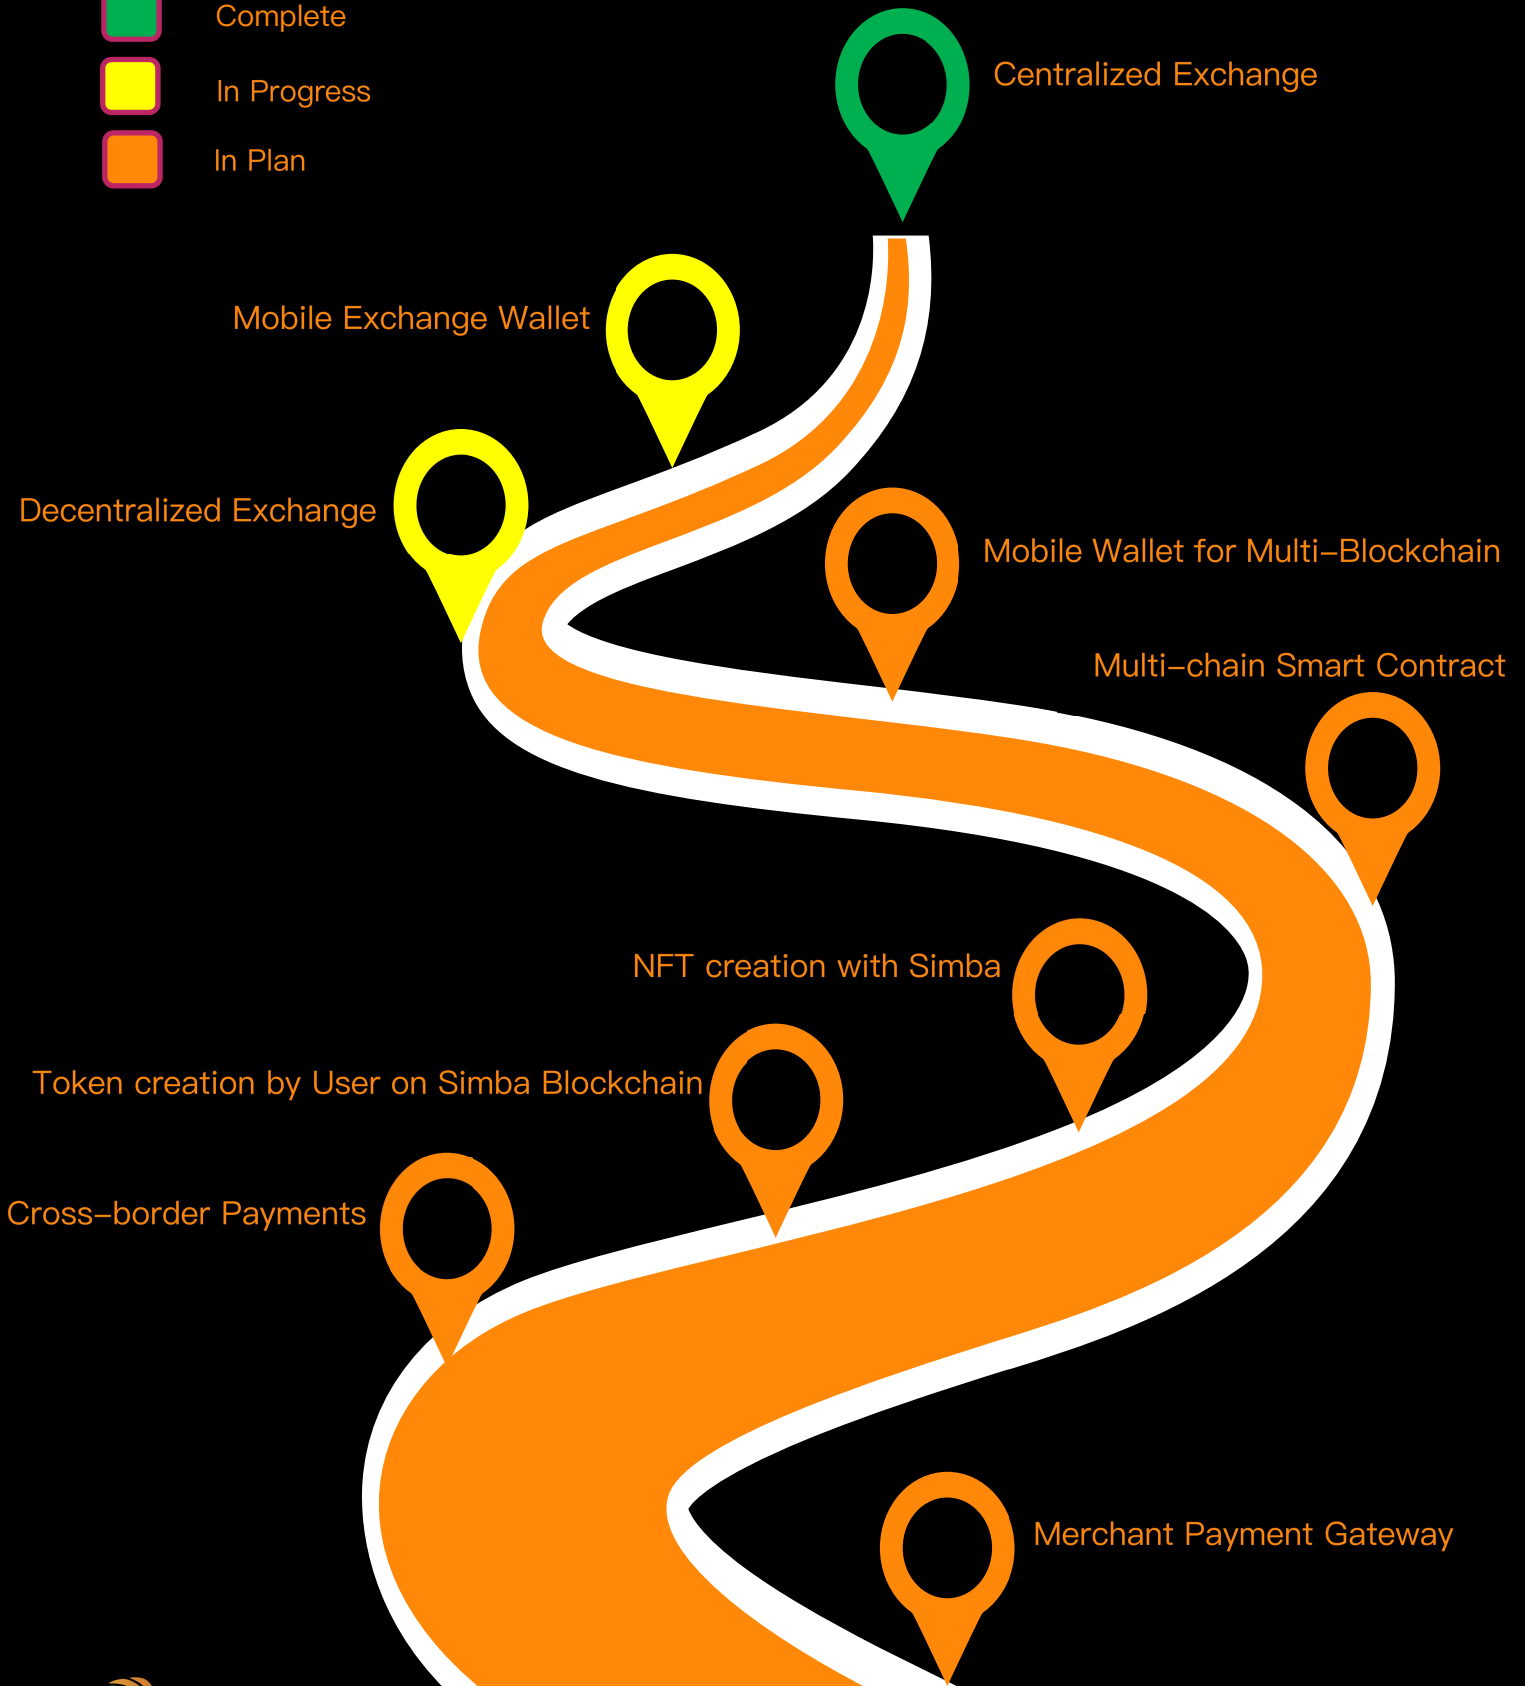 Complete
In Progress
In Plan
Centralized Exchange
Mobile Exchange Wallet
Decentralized Exchange
Mobile Wallet for Multi–Blockchain
Multi–chain Smart Contract
NFT creation with Simba
Token creation by User on Simba Blockchain
Cross–border Payments
Merchant Payment Gateway